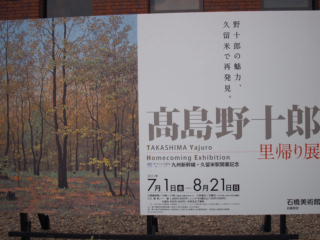 野十郎の魅力、
久留米で再発見。
髙島野十郎
TAKASHIMA Yajuro
里帰り展
Homecoming Exhibition
九州新幹線・久留米駅開業記念
7月1日金—8月21日日
石橋美術館